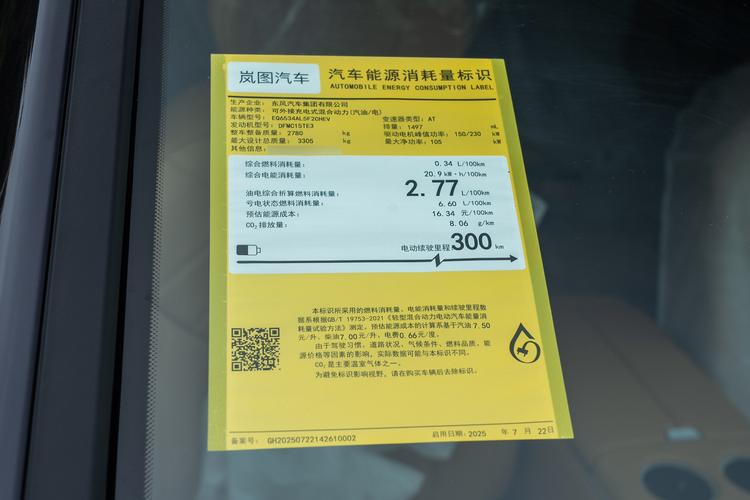 岚图汽车
汽车能源消耗量标识
AUTOMOBILE ENERGY CONSUMPTION LABEL
生产企业：东风汽车集团有限公司
能源种类：可外接充电式混合动力(汽油/电)
车辆型号：EQ6534AL5F2CHEV 变速器类型：AT
发动机型号：DFMC15TE3 排量：1497 mL
整车整备质量：2780 kg 驱动电机峰值功率：150/230 kW
最大设计总质量：3305 kg 最大净功率：105 kW
其他信息：
综合燃料消耗量： 0.34 L/100km
综合电能消耗量： 20.9 kW·h/100km
油电综合折算燃料消耗量： 2.77 L/100km
亏电状态燃料消耗量： 6.60 L/100km
预估能源成本： 16.34 元/100km
CO₂排放量： 8.06 g/km
电动续驶里程：300 km
本标识所采用的燃料消耗量，电能消耗量和续驶里程数
据系根据GB/T 19753-2021《轻型混合动力电动汽车能量消
耗量试验方法》测定，预估能源成本的计算系基于汽油 7.50
元/升，柴油7.00元/升，电费0.66元/度。
由于驾驶习惯、道路状况、气候条件、燃料品质、能
源价格等因素的影响，实际数据可能与本标识不同。
CO₂是主要温室气体之一。
为避免标识影响视野，请在购买车辆后去除标识。
备案号： GH20250722142610002 启用日期：2025 年 7 月 22日